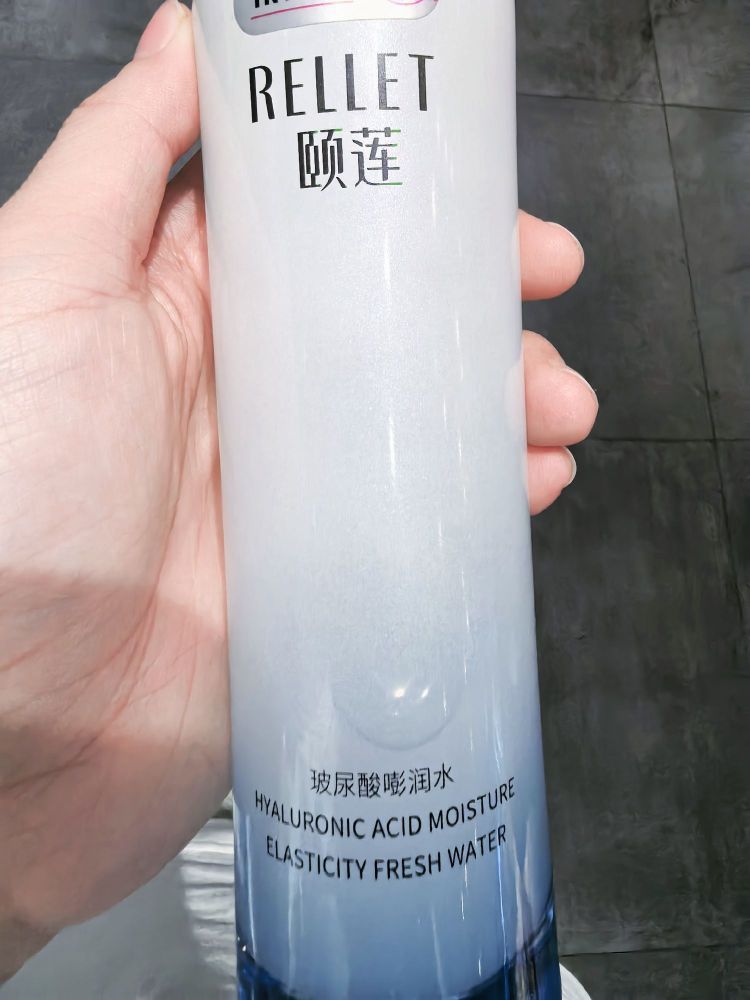 RELLET
颐莲
玻尿酸嘭润水
HYALURONIC ACID MOISTURE
ELASTICITY FRESH WATER